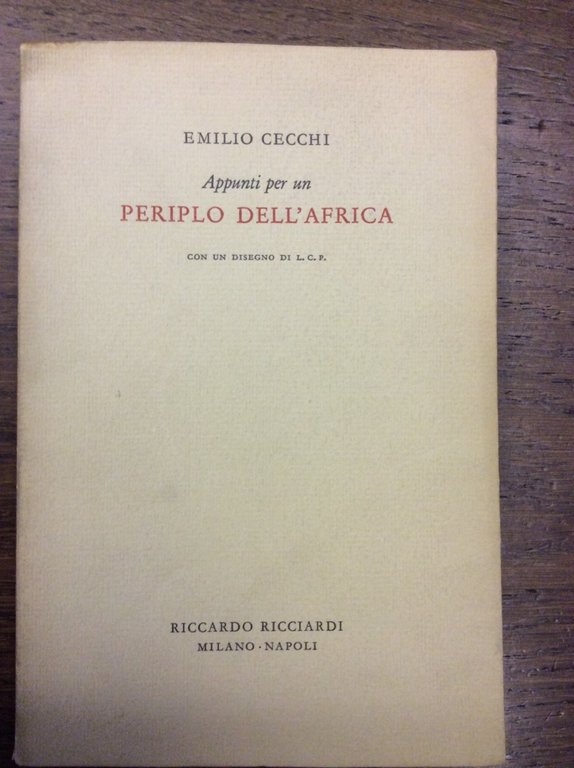 EMILIO CECCHI
Appunti per un
PERIPLO DELL'AFRICA
CON UN DISEGNO DI L. C. P.
RICCARDO RICCIARDI
MILANO · NAPOLI